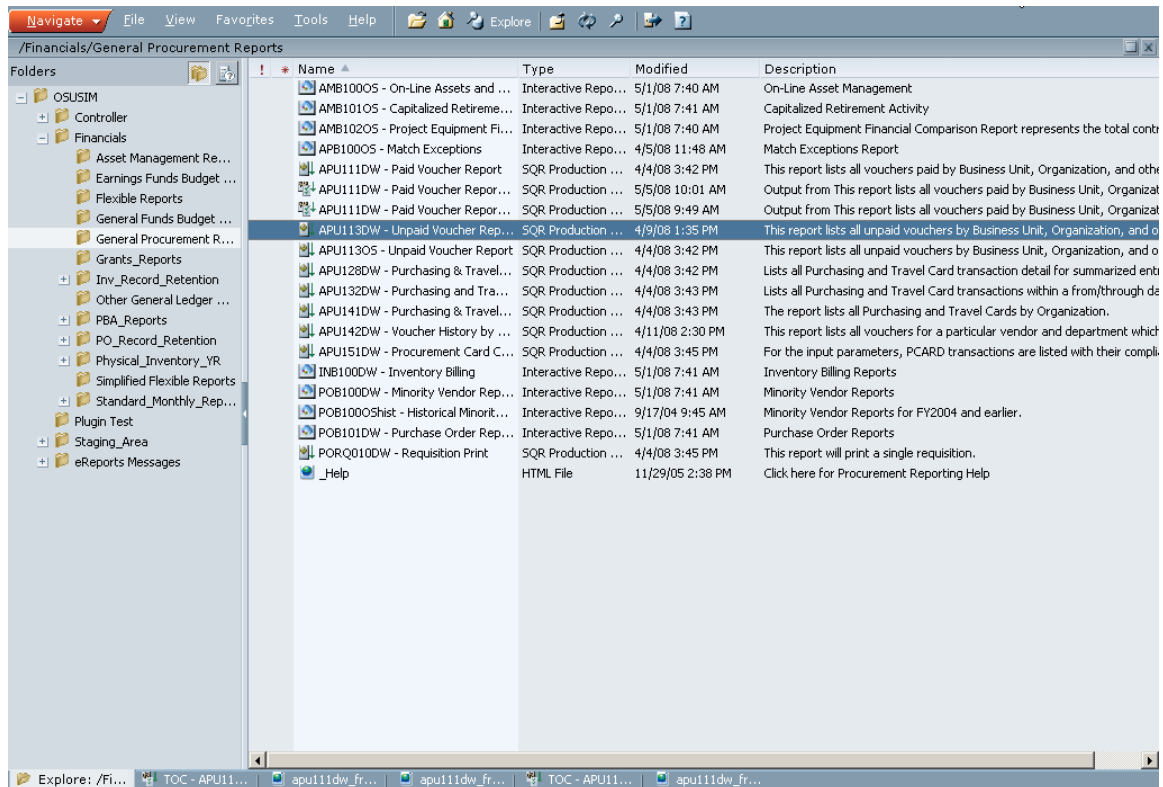 Navigate File View Favorites Tools Help Explore
/Financials/General Procurement Reports
Folders
OSUSIM
Controller
Financials
Asset Management Re...
Earnings Funds Budget ...
Flexible Reports
General Funds Budget ...
General Procurement R...
Grants_Reports
Inv_Record_Retention
Other General Ledger ...
PBA_Reports
PO_Record_Retention
Physical_Inventory_YR
Simplified Flexible Reports
Standard_Monthly_Rep...
Plugin Test
Staging_Area
eReports Messages
! * Name Type Modified Description
AMB100OS - On-Line Assets and ... Interactive Repo... 5/1/08 7:40 AM On-Line Asset Management
AMB101OS - Capitalized Retireme... Interactive Repo... 5/1/08 7:41 AM Capitalized Retirement Activity
AMB102OS - Project Equipment Fi... Interactive Repo... 5/1/08 7:40 AM Project Equipment Financial Comparison Report represents the total contr
APB100OS - Match Exceptions Interactive Repo... 4/5/08 11:48 AM Match Exceptions Report
APU111DW - Paid Voucher Report SQR Production ... 4/4/08 3:42 PM This report lists all vouchers paid by Business Unit, Organization, and othe
APU111DW - Paid Voucher Repor... SQR Production ... 5/5/08 10:01 AM Output from This report lists all vouchers paid by Business Unit, Organizat
APU111DW - Paid Voucher Repor... SQR Production ... 5/5/08 9:49 AM Output from This report lists all vouchers paid by Business Unit, Organizat
APU113DW - Unpaid Voucher Rep... SQR Production ... 4/9/08 1:35 PM This report lists all unpaid vouchers by Business Unit, Organization, and o
APU113OS - Unpaid Voucher Report SQR Production ... 4/4/08 3:42 PM This report lists all unpaid vouchers by Business Unit, Organization, and o
APU128DW - Purchasing & Travel... SQR Production ... 4/4/08 3:42 PM Lists all Purchasing and Travel Card transaction detail for summarized entr
APU132DW - Purchasing and Tra... SQR Production ... 4/4/08 3:43 PM Lists all Purchasing and Travel Card transactions within a from/through da
APU141DW - Purchasing & Travel... SQR Production ... 4/4/08 3:43 PM The report lists all Purchasing and Travel Cards by Organization.
APU142DW - Voucher History by ... SQR Production ... 4/11/08 2:30 PM This report lists all vouchers for a particular vendor and department which
APU151DW - Procurement Card C... SQR Production ... 4/4/08 3:45 PM For the input parameters, PCARD transactions are listed with their compli
INB100DW - Inventory Billing Interactive Repo... 5/1/08 7:41 AM Inventory Billing Reports
POB100DW - Minority Vendor Rep... Interactive Repo... 5/1/08 7:41 AM Minority Vendor Reports
POB100OShist - Historical Minorit... Interactive Repo... 9/17/04 9:45 AM Minority Vendor Reports for FY2004 and earlier.
POB101DW - Purchase Order Rep... Interactive Repo... 5/1/08 7:41 AM Purchase Order Reports
PORQ010DW - Requisition Print SQR Production ... 4/4/08 3:45 PM This report will print a single requisition.
_Help HTML File 11/29/05 2:38 PM Click here for Procurement Reporting Help
Explore: /Fi... TOC - APU11... apu111dw_fr... apu111dw_fr... TOC - APU11... apu111dw_fr...